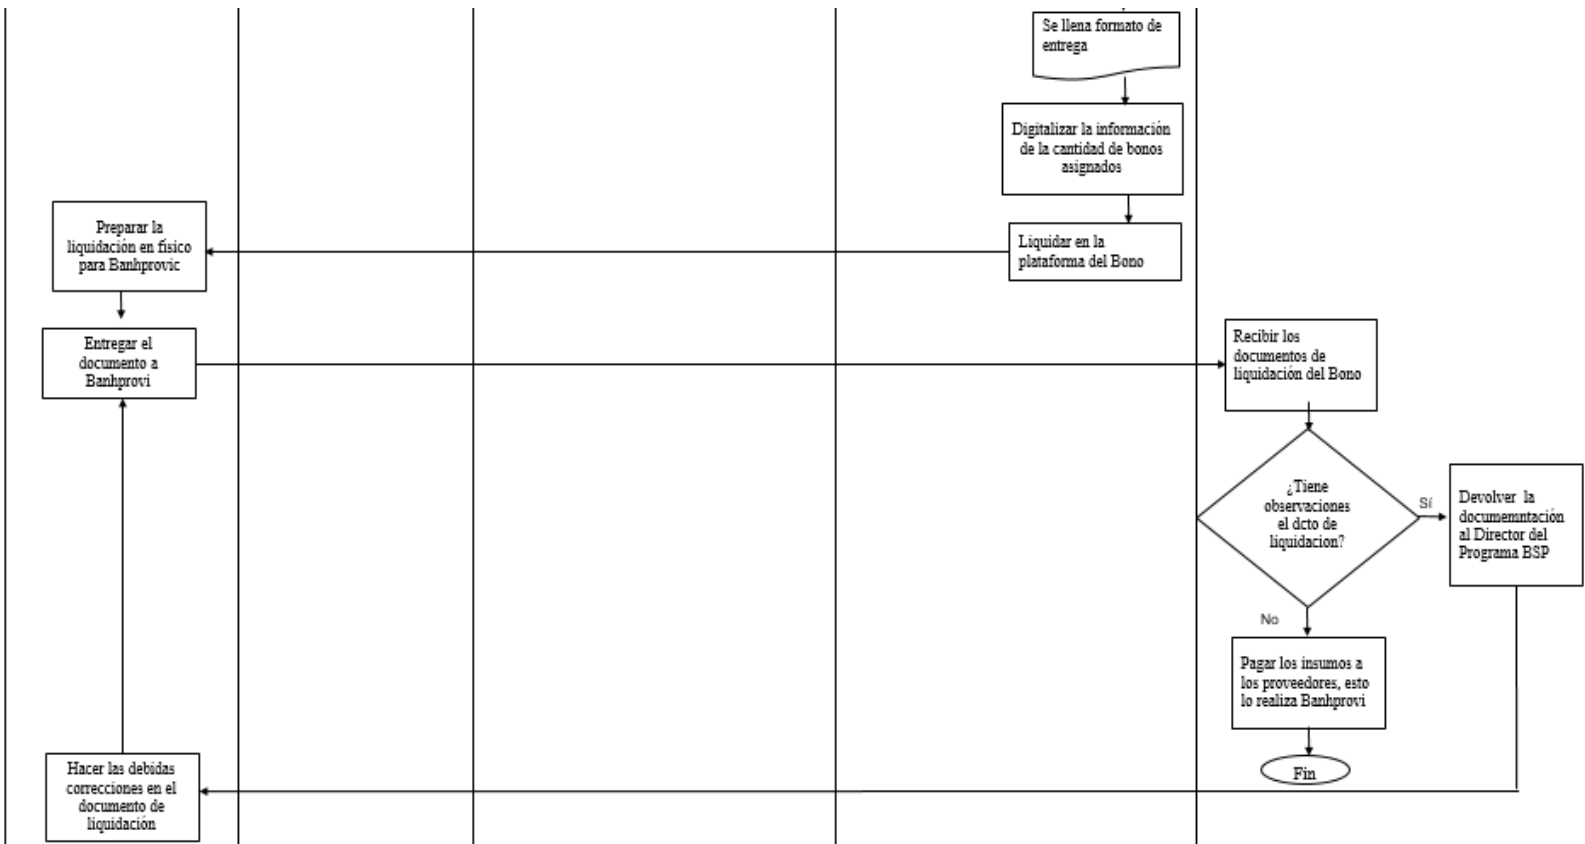 Se llena formato de
entrega
Digitalizar la información
de la cantidad de bonos
asignados
Liquidar en la
plataforma del Bono
Preparar la
liquidación en físico
para Banhprovic
Entregar el
documento a
Banhprovi
Recibir los
documentos de
liquidación del Bono
¿Tiene
observaciones
el dcto de
liquidacion?
Sí
Devolver la
documemntación
al Director del
Programa BSP
No
Pagar los insumos a
los proveedores, esto
lo realiza Banhprovi
Fin
Hacer las debidas
correcciones en el
documento de
liquidación